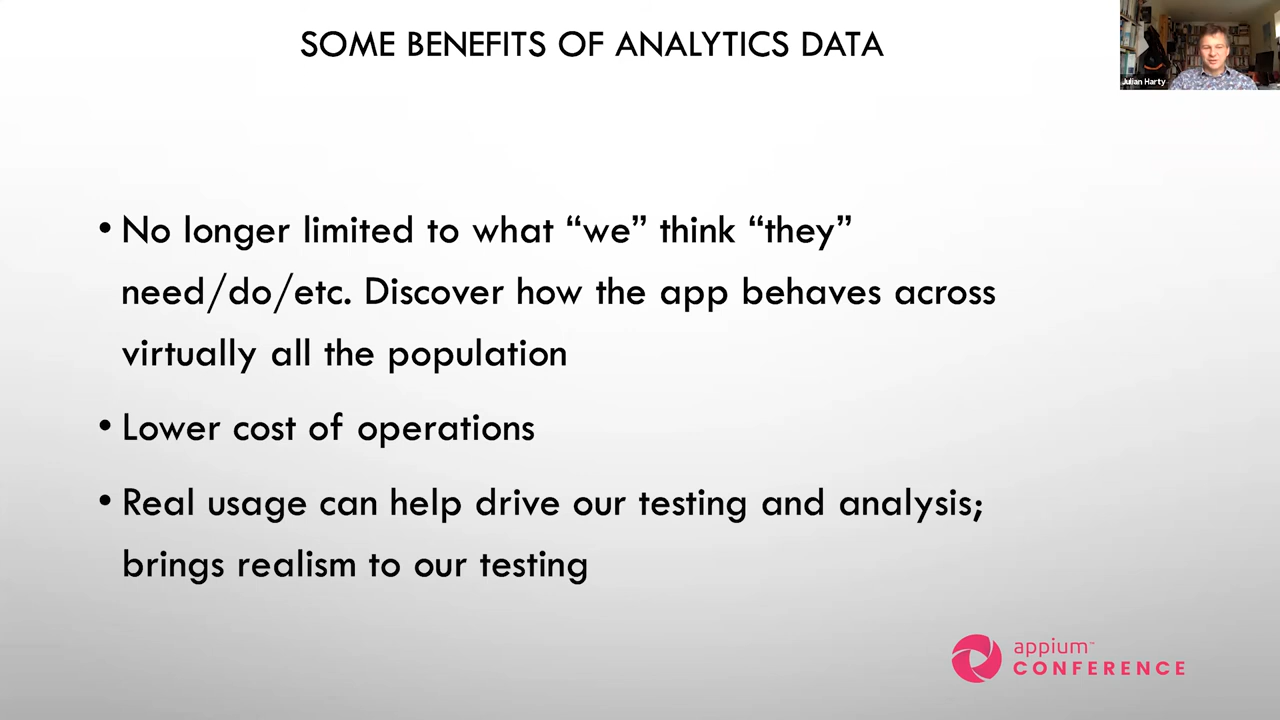 SOME BENEFITS OF ANALYTICS DATA
Julian Harty
• No longer limited to what “we” think “they”
need/do/etc. Discover how the app behaves across
virtually all the population
• Lower cost of operations
• Real usage can help drive our testing and analysis;
brings realism to our testing
appium™
CONFERENCE